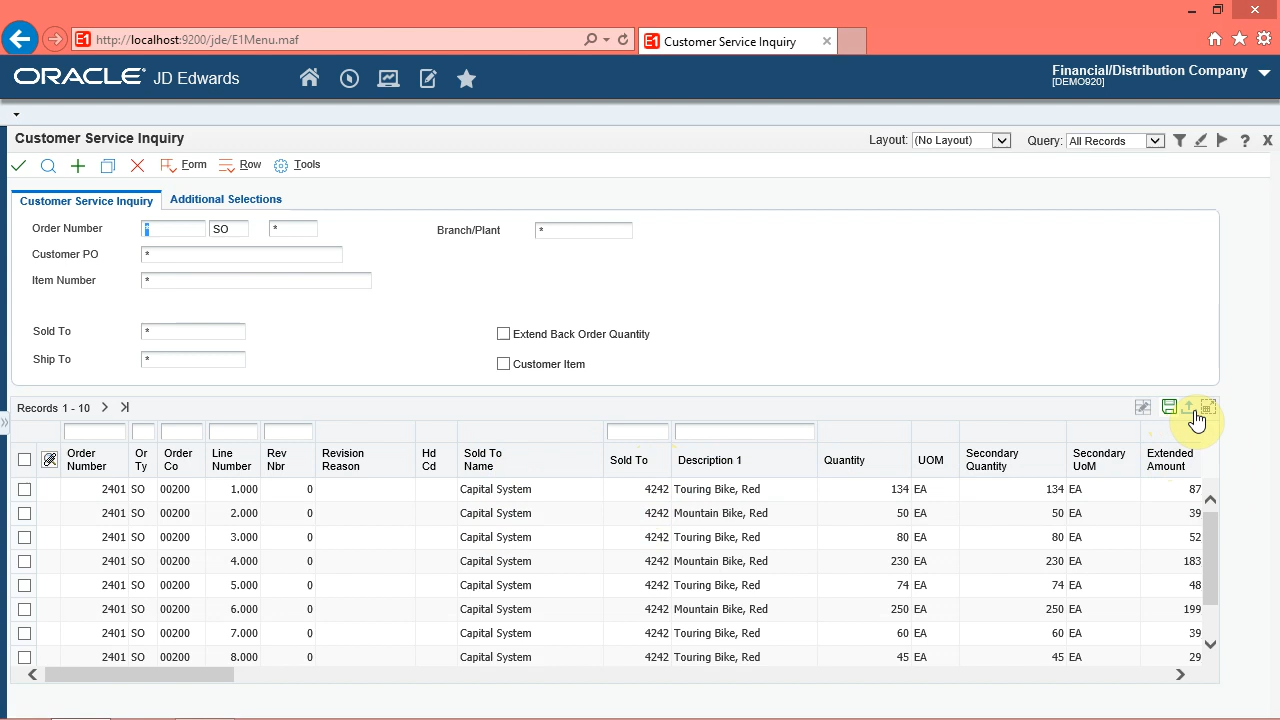 http://localhost:9200/jde/E1Menu.maf
E1 Customer Service Inquiry
ORACLE JD Edwards
Financial/Distribution Company
[DEMO920]
Customer Service Inquiry
Layout: (No Layout) Query: All Records
Form Row Tools
Customer Service Inquiry Additional Selections
Order Number * SO * Branch/Plant *
Customer PO *
Item Number *
Sold To * Extend Back Order Quantity
Ship To * Customer Item
Records 1 - 10
Order Number Or Ty Order Co Line Number Rev Nbr Revision Reason Hd Cd Sold To Name Sold To Description 1 Quantity UOM Secondary Quantity Secondary UoM Extended Amount
2401 SO 00200 1.000 0 Capital System 4242 Touring Bike, Red 134 EA 134 EA 87
2401 SO 00200 2.000 0 Capital System 4242 Mountain Bike, Red 50 EA 50 EA 39
2401 SO 00200 3.000 0 Capital System 4242 Touring Bike, Red 80 EA 80 EA 52
2401 SO 00200 4.000 0 Capital System 4242 Mountain Bike, Red 230 EA 230 EA 183
2401 SO 00200 5.000 0 Capital System 4242 Touring Bike, Red 74 EA 74 EA 48
2401 SO 00200 6.000 0 Capital System 4242 Mountain Bike, Red 250 EA 250 EA 199
2401 SO 00200 7.000 0 Capital System 4242 Touring Bike, Red 60 EA 60 EA 39
2401 SO 00200 8.000 0 Capital System 4242 Touring Bike, Red 45 EA 45 EA 29